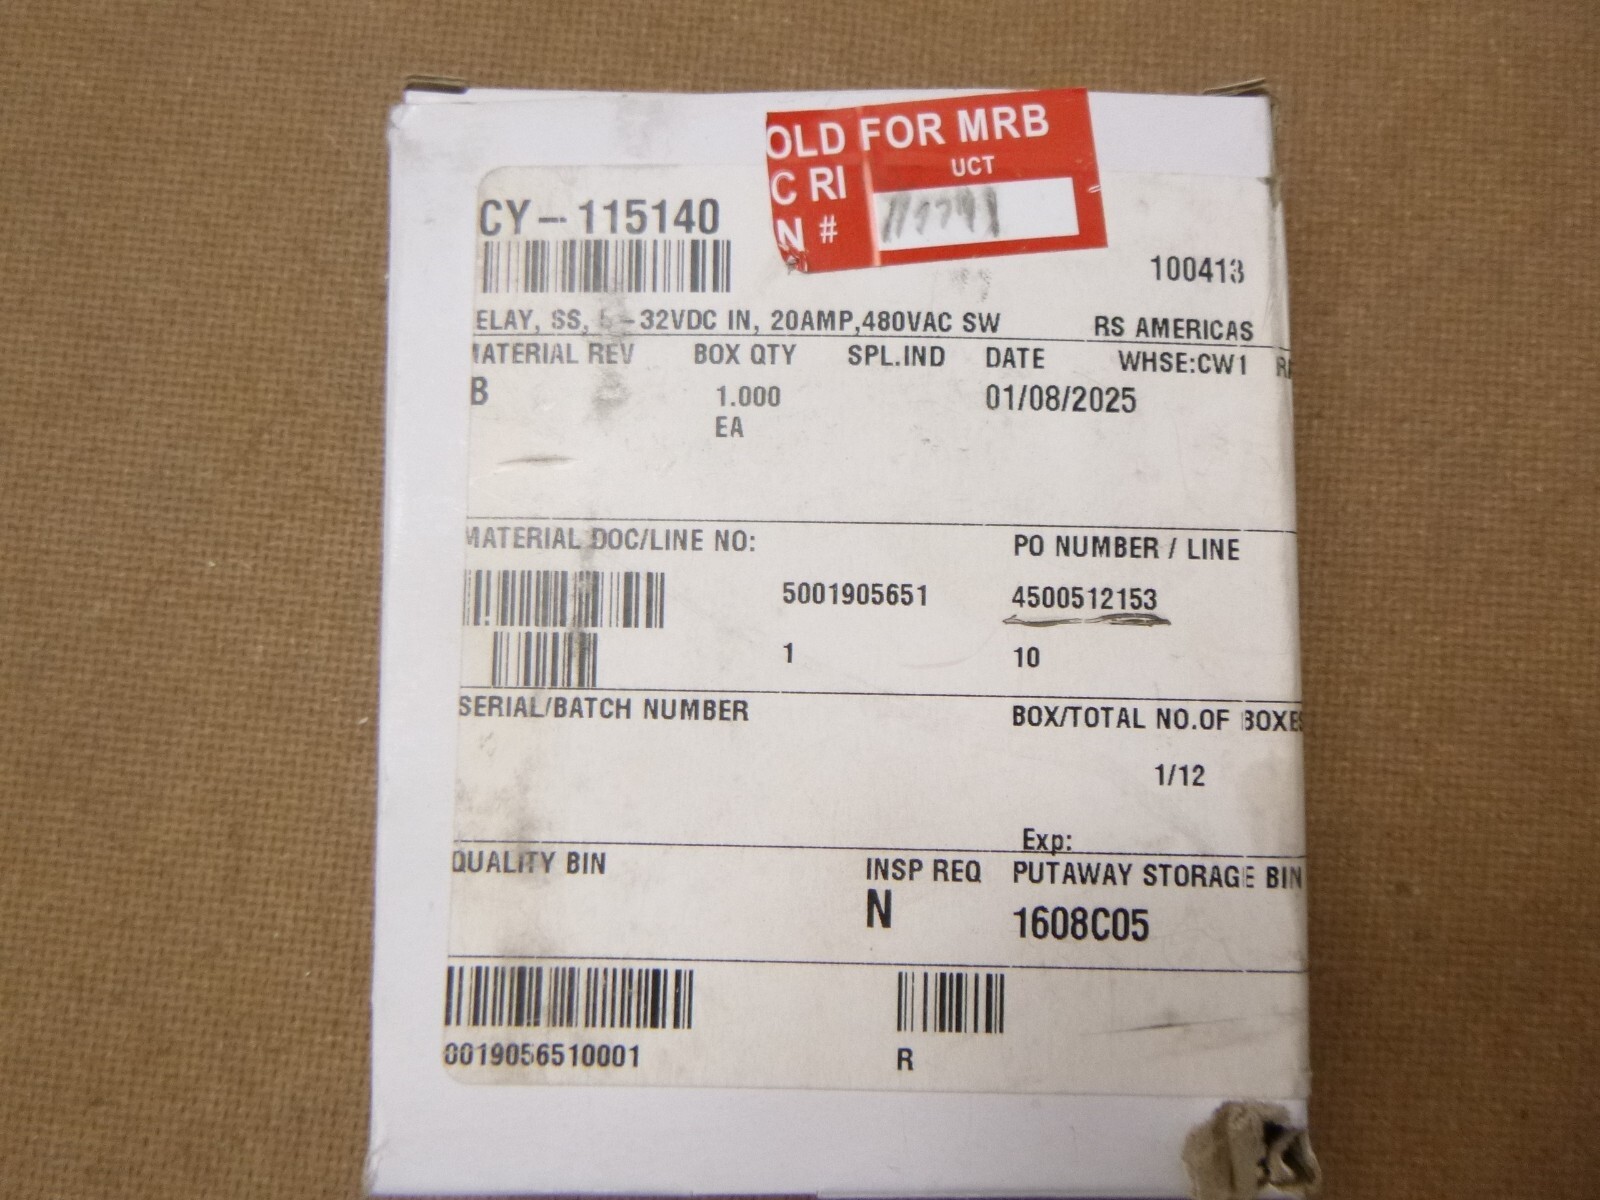 OLD FOR MRB
C RI UCT
N #
CY-115140
100413
ELAY, SS, -32VDC IN, 20AMP,480VAC SW RS AMERICAS
MATERIAL REV BOX QTY SPL.IND DATE WHSE:CW1
B 1.000 01/08/2025
EA
MATERIAL DOC/LINE NO: PO NUMBER / LINE
5001905651 4500512153
1 10
SERIAL/BATCH NUMBER BOX/TOTAL NO.OF BOXES
1/12
Exp:
QUALITY BIN INSP REQ PUTAWAY STORAGE BIN
N 1608C05
0019056510001 R